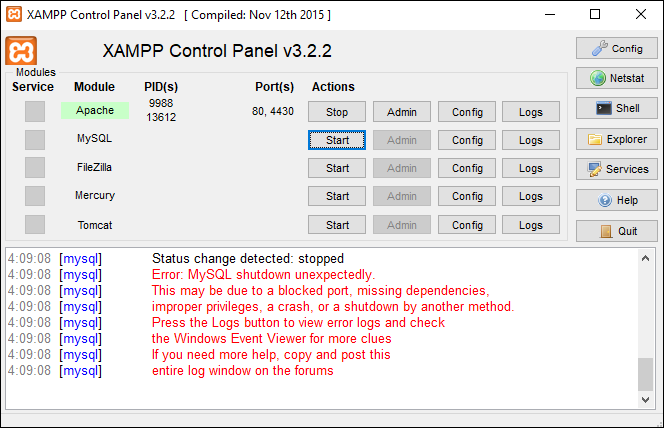 XAMPP Control Panel v3.2.2 [ Compiled: Nov 12th 2015 ]
XAMPP Control Panel v3.2.2
Config
Netstat
Shell
Explorer
Services
Help
Quit
Modules
Service Module PID(s) Port(s) Actions
Apache 9988 13612 80, 4430 Stop Admin Config Logs
MySQL Start Admin Config Logs
FileZilla Start Admin Config Logs
Mercury Start Admin Config Logs
Tomcat Start Admin Config Logs
4:09:08 [mysql] Status change detected: stopped
4:09:08 [mysql] Error: MySQL shutdown unexpectedly.
4:09:08 [mysql] This may be due to a blocked port, missing dependencies,
4:09:08 [mysql] improper privileges, a crash, or a shutdown by another method.
4:09:08 [mysql] Press the Logs button to view error logs and check
4:09:08 [mysql] the Windows Event Viewer for more clues
4:09:08 [mysql] If you need more help, copy and post this
4:09:08 [mysql] entire log window on the forums